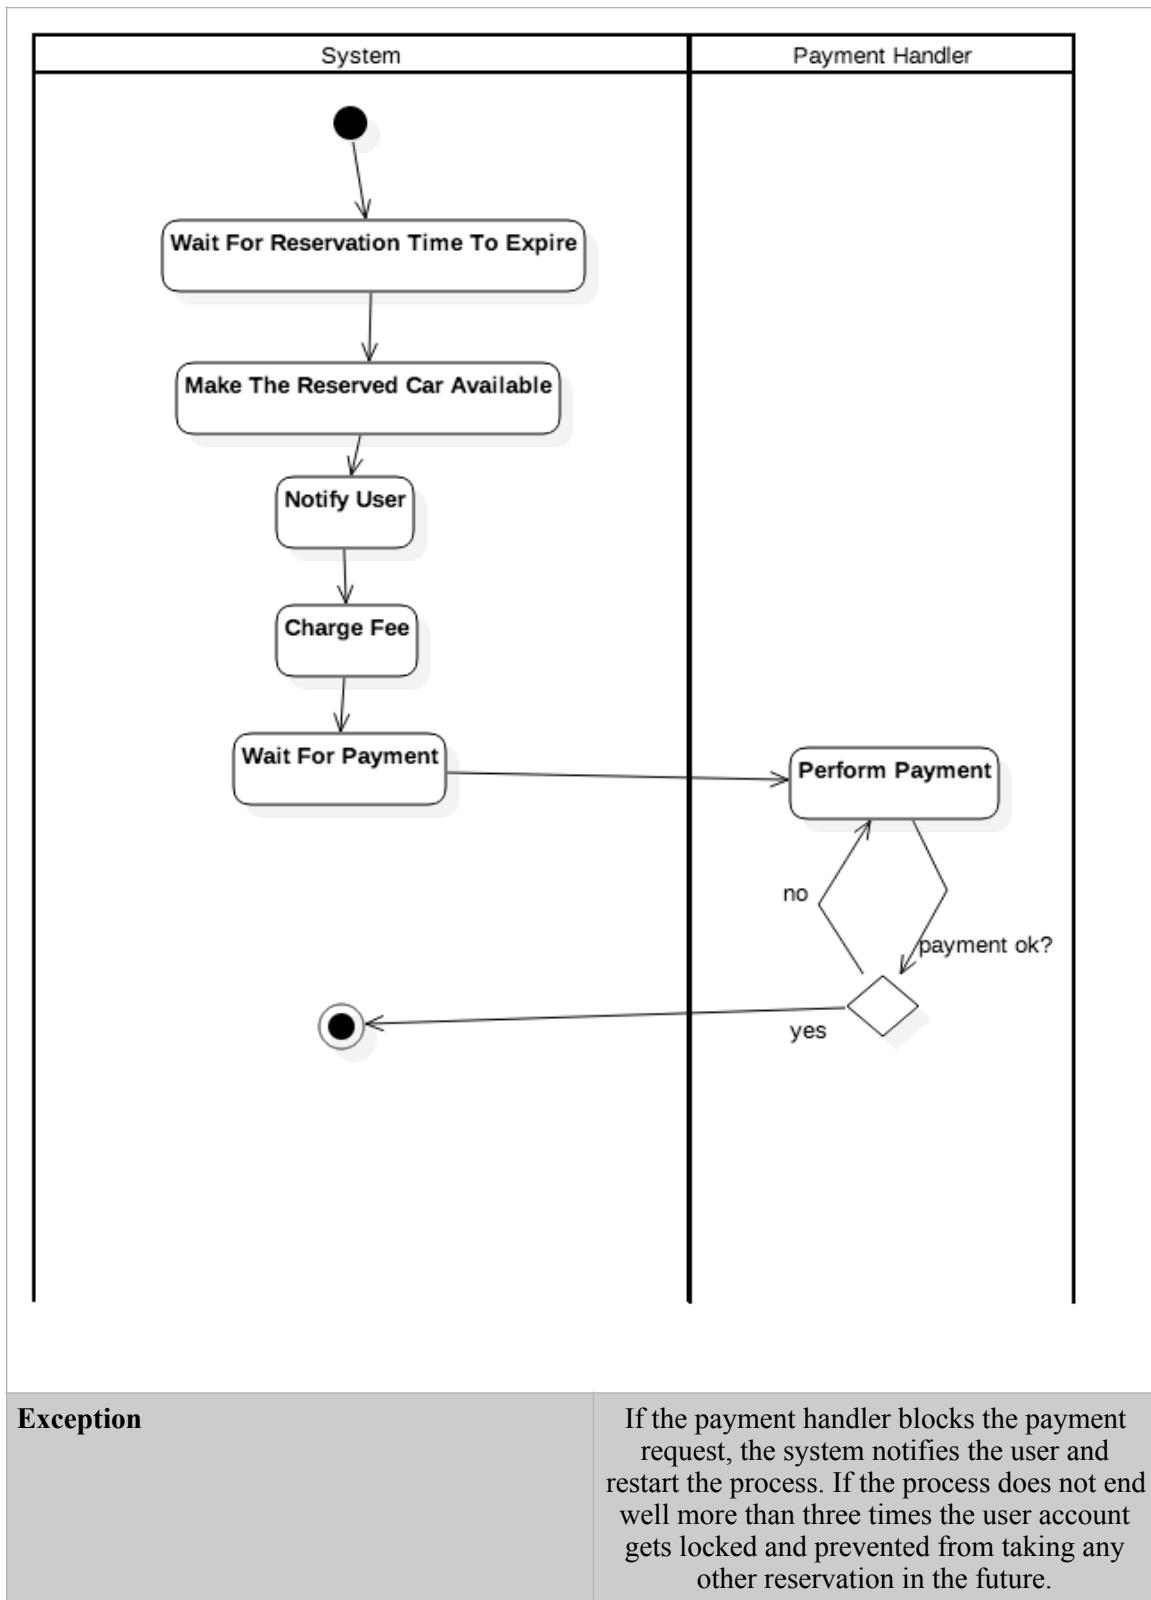 System
Payment Handler
Wait For Reservation Time To Expire
Make The Reserved Car Available
Notify User
Charge Fee
Wait For Payment
Perform Payment
no
payment ok?
yes
Exception
If the payment handler blocks the payment
request, the system notifies the user and
restart the process. If the process does not end
well more than three times the user account
gets locked and prevented from taking any
other reservation in the future.